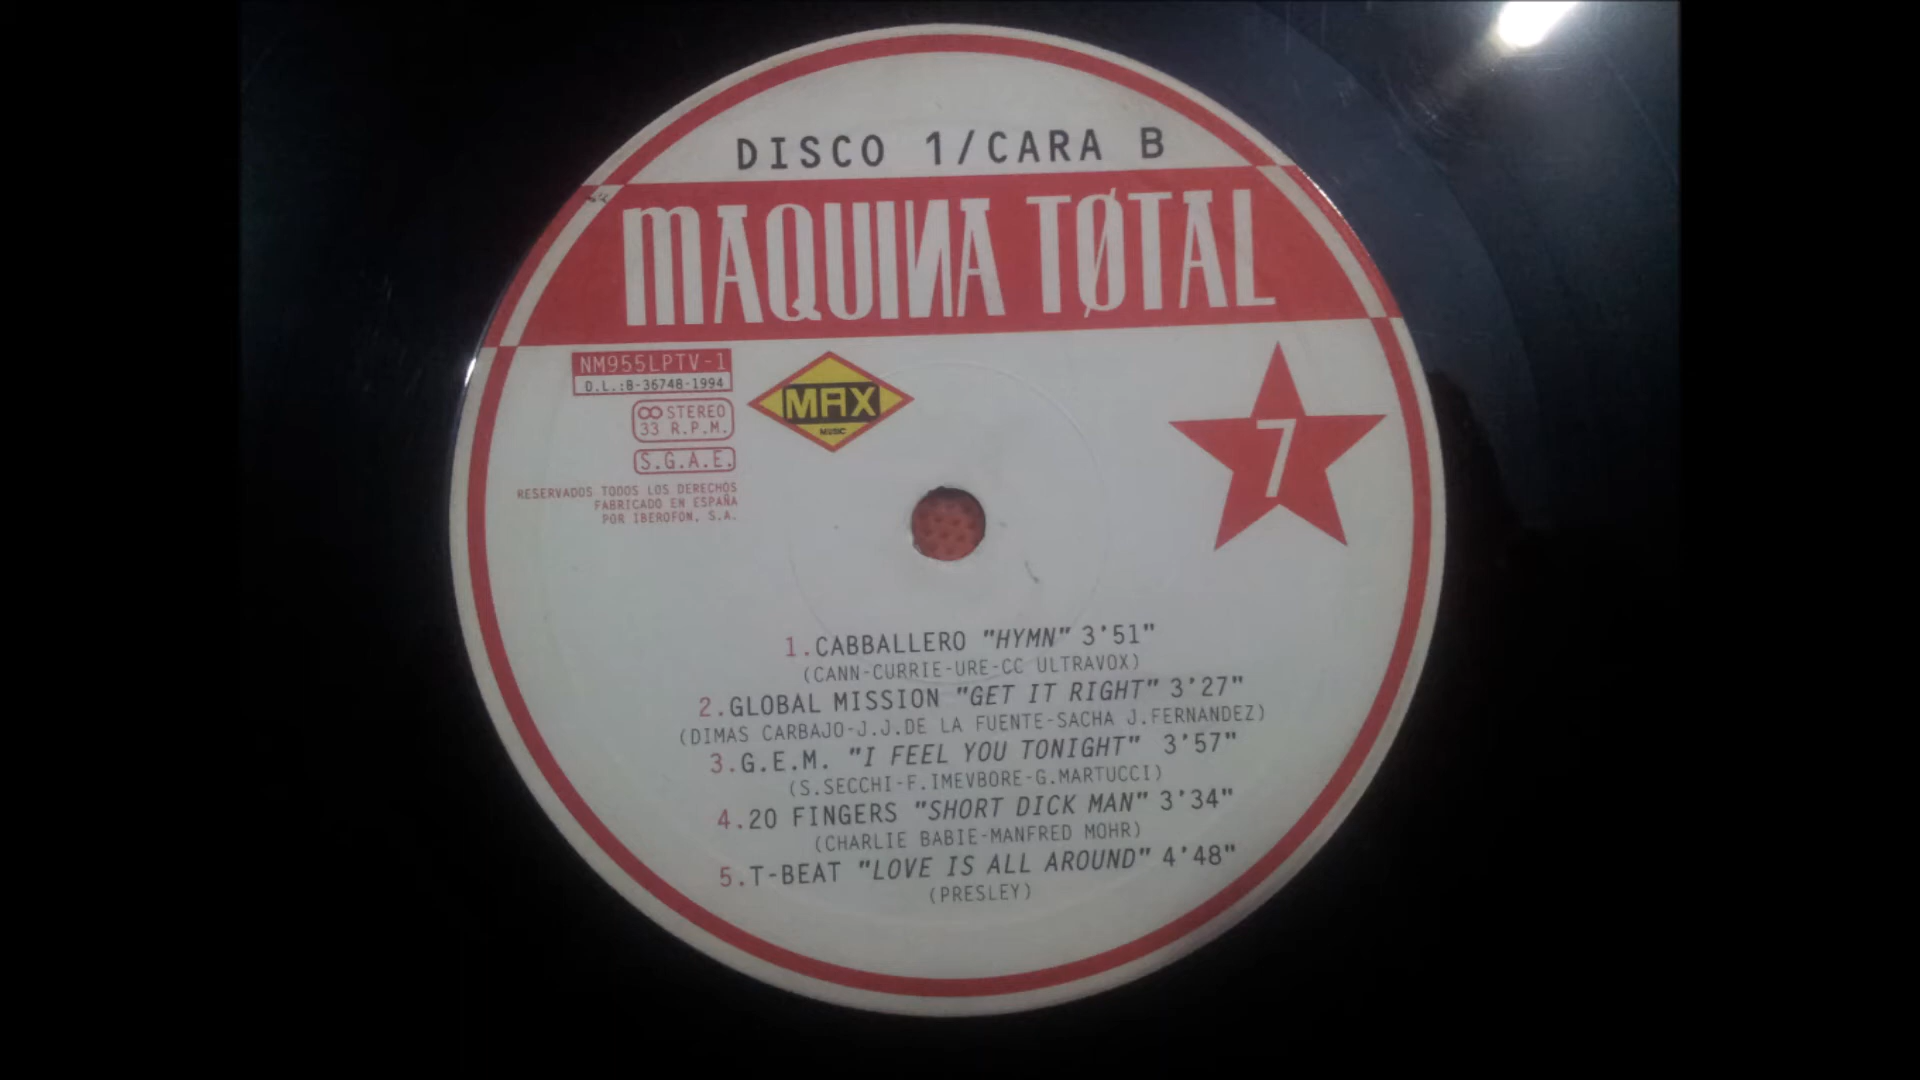 DISCO 1/CARA B
MAQUINA TØTAL
NM955LPTV-1
D.L.:B-36748-1994
STEREO
33 R.P.M.
S.G.A.E.
RESERVADOS TODOS LOS DERECHOS
FABRICADO EN ESPAÑA
POR IBEROFON, S.A.
MAX
MUSIC
7
1.CABBALLERO "HYMN" 3'51"
(CANN-CURRIE-URE-CC ULTRAVOX)
2.GLOBAL MISSION "GET IT RIGHT" 3'27"
(DIMAS CARBAJO-J.J.DE LA FUENTE-SACHA J.FERNANDEZ)
3.G.E.M. "I FEEL YOU TONIGHT" 3'57"
(S.SECCHI-F.IMEVBORE-G.MARTUCCI)
4.20 FINGERS "SHORT DICK MAN" 3'34"
(CHARLIE BABIE-MANFRED MOHR)
5.T-BEAT "LOVE IS ALL AROUND" 4'48"
(PRESLEY)